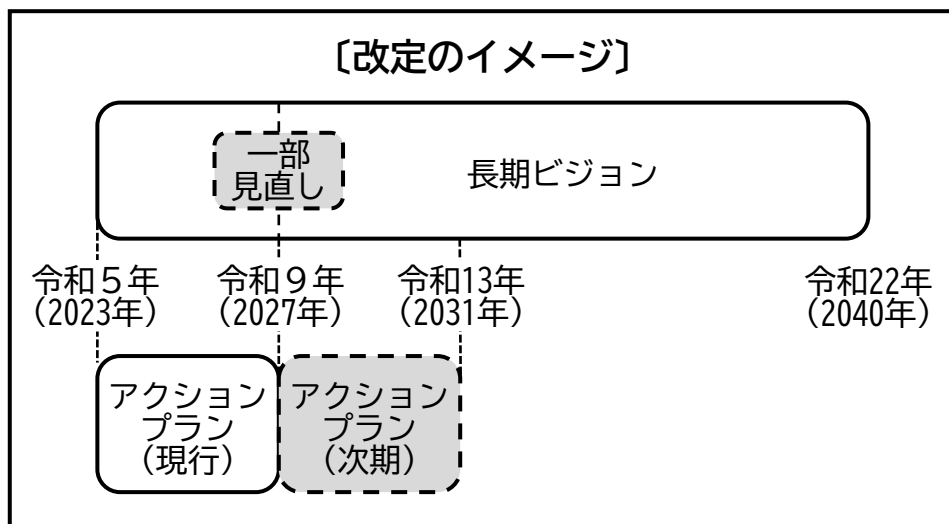 〔改定のイメージ〕
一部
見直し
長期ビジョン
令和５年
（2023年）
令和９年
（2027年）
令和13年
（2031年）
令和22年
（2040年）
アクション
プラン
（現行）
アクション
プラン
（次期）